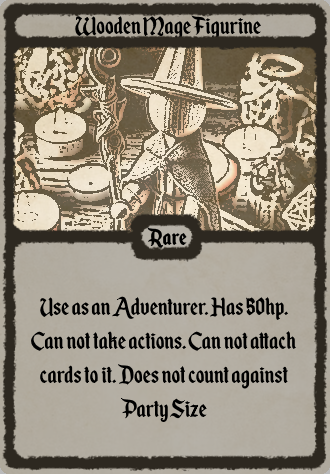 Wooden Mage Figurine
Rare
Use as an Adventurer. Has 50hp.
Can not take actions. Can not attach
cards to it. Does not count against
Party Size